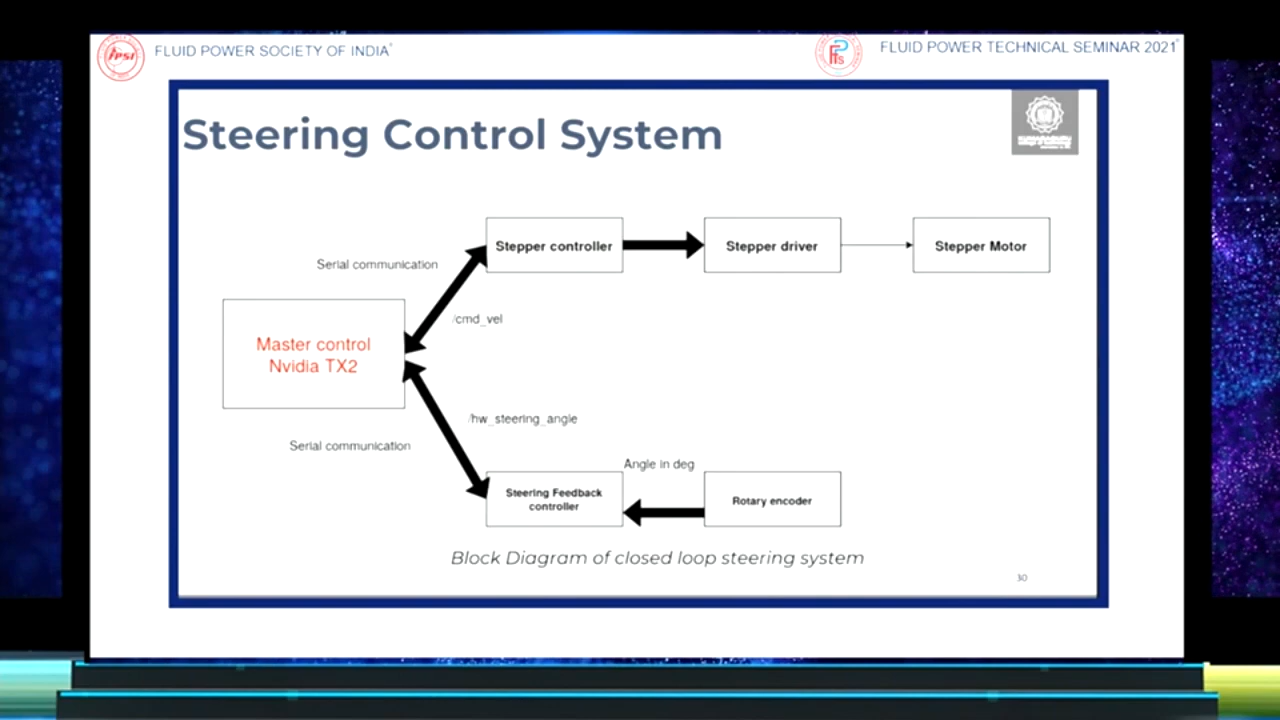 FLUID POWER SOCIETY OF INDIA
FLUID POWER TECHNICAL SEMINAR 2021
FPSI
Steering Control System
Stepper controller
Stepper driver
Stepper Motor
Serial communication
/cmd_vel
Master control
Nvidia TX2
/hw_steering_angle
Serial communication
Angle in deg
Steering Feedback
controller
Rotary encoder
Block Diagram of closed loop steering system
30